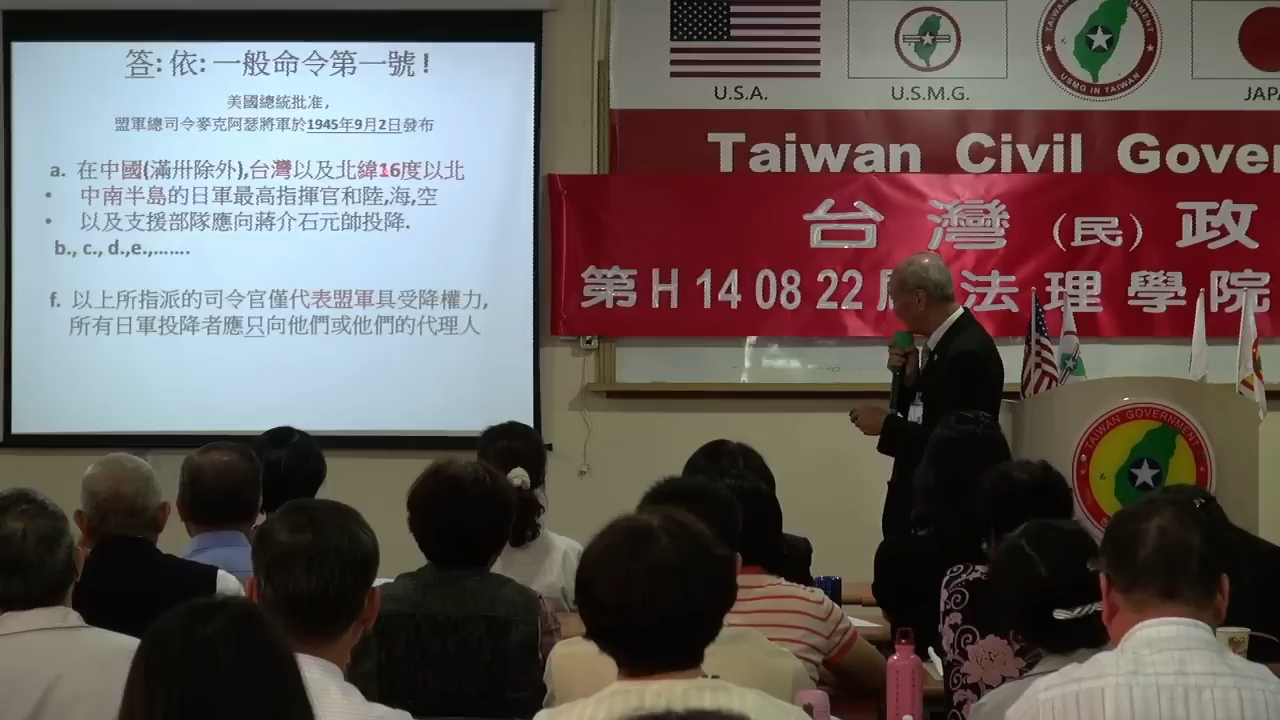 答: 依: 一般命令第一號 !
美國總統批准,
盟軍總司令麥克阿瑟將軍於1945年9月2日發布
a. 在中國(滿卅除外),台灣以及北緯16度以北
• 中南半島的日軍最高指揮官和陸,海,空
• 以及支援部隊應向蔣介石元帥投降.
b., c., d.,e.,.......
f. 以上所指派的司令官僅代表盟軍具受降權力,
所有日軍投降者應只向他們或他們的代理人
U.S.A.
U.S.M.G.
TAIWAN GOVERNMENT
USMG IN TAIWAN
JAPA
Taiwan Civil Gover
台灣(民)政
第H 14 08 22 法理學院
TAIWAN GOVERNMENT